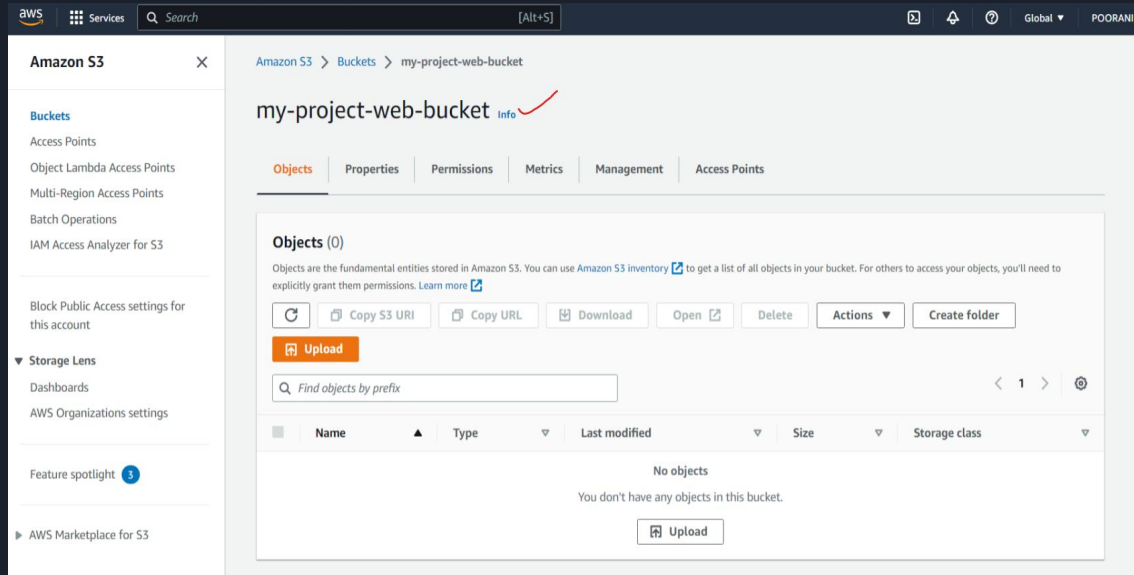 aws
Services
Search [Alt+S]
Global ▼
POORANI
Amazon S3
Buckets
Access Points
Object Lambda Access Points
Multi-Region Access Points
Batch Operations
IAM Access Analyzer for S3
Block Public Access settings for
this account
Storage Lens
Dashboards
AWS Organizations settings
Feature spotlight 3
AWS Marketplace for S3
Amazon S3 > Buckets > my-project-web-bucket
my-project-web-bucket Info
Objects Properties Permissions Metrics Management Access Points
Objects (0)
Objects are the fundamental entities stored in Amazon S3. You can use Amazon S3 inventory to get a list of all objects in your bucket. For others to access your objects, you'll need to
explicitly grant them permissions. Learn more
Copy S3 URI Copy URL Download Open Delete Actions ▼ Create folder
Upload
Find objects by prefix
< 1 >
Name Type Last modified Size Storage class
No objects
You don't have any objects in this bucket.
Upload